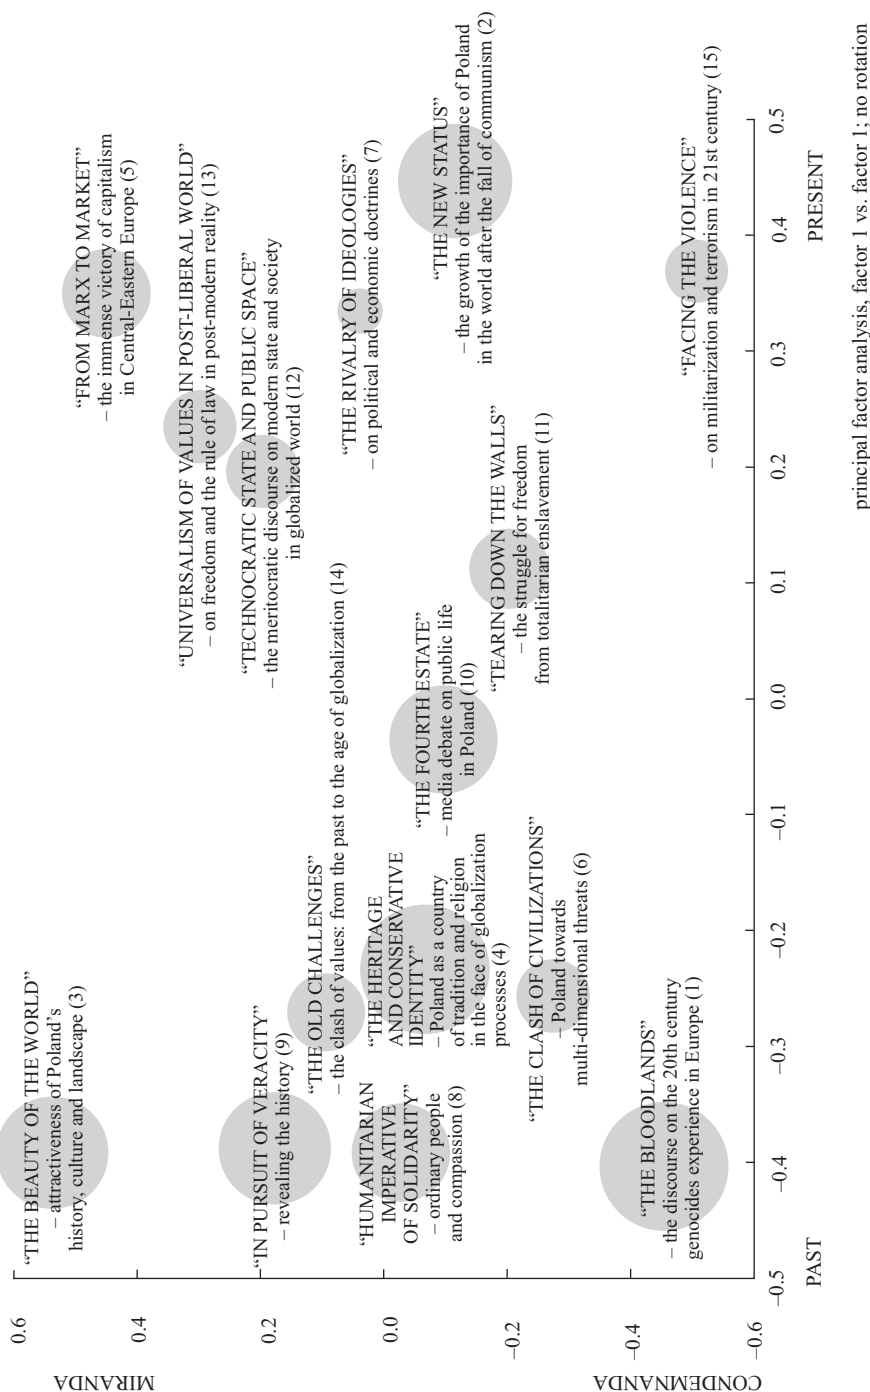 “THE BEAUTY OF THE WORLD”
– attractiveness of Poland’s
history, culture and landscape (3)
“FROM MARX TO MARKET”
– the immense victory of capitalism
in Central-Eastern Europe (5)
“UNIVERSALISM OF VALUES IN POST-LIBERAL WORLD”
– on freedom and the rule of law in post-modern reality (13)
“TECHNOCRATIC STATE AND PUBLIC SPACE”
– the meritocratic discourse on modern state and society
in globalized world (12)
“IN PURSUIT OF VERACITY”
– revealing the history (9)
“THE OLD CHALLENGES”
– the clash of values: from the past to the age of globalization (14)
“THE RIVALRY OF IDEOLOGIES”
– on political and economic doctrines (7)
“HUMANITARIAN
IMPERATIVE
OF SOLIDARITY”
– ordinary people
and compassion (8)
“THE HERITAGE
AND CONSERVATIVE
IDENTITY”
– Poland as a country
of tradition and religion
in the face of globalization
processes (4)
“THE FOURTH ESTATE”
– media debate on public life
in Poland (10)
“THE NEW STATUS”
– the growth of the importance of Poland
in the world after the fall of communism (2)
“TEARING DOWN THE WALLS”
– the struggle for freedom
from totalitarian enslavement (11)
“THE CLASH OF CIVILIZATIONS”
– Poland towards
multi-dimensional threats (6)
“THE BLOODLANDS”
– the discourse on the 20th century
genocides experience in Europe (1)
“FACING THE VIOLENCE”
– on militarization and terrorism in 21st century (15)
MIRANDA
CONDEMNANDA
0.6
0.4
0.2
0.0
–0.2
–0.4
–0.6
–0.5
–0.4
–0.3
–0.2
–0.1
0.0
0.1
0.2
0.3
0.4
0.5
PAST
PRESENT
principal factor analysis, factor 1 vs. factor 1; no rotation